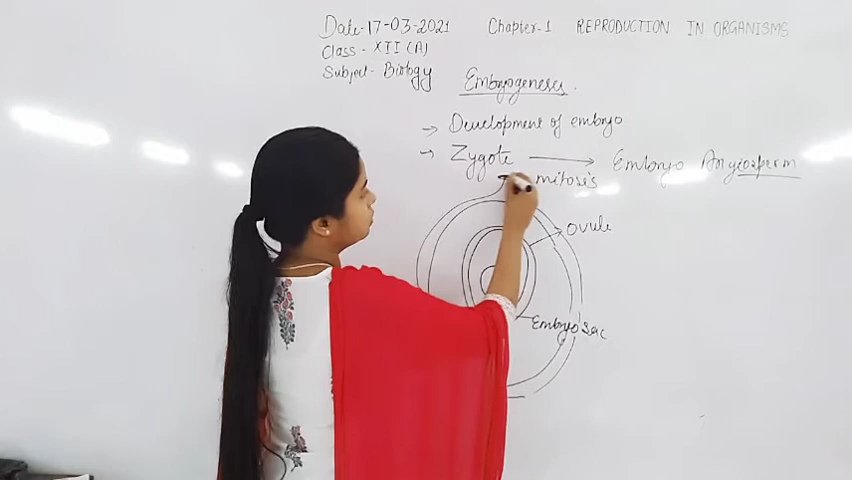 Date-17-03-2021 Chapter-1 REPRODUCTION IN ORGANISMS
Class - XII (A)
Subject- Biology
Embryogenesis.
→ Development of embryo
→ Zygote → Embryo Angiosperm
mitosis
ovule
Embryo sac